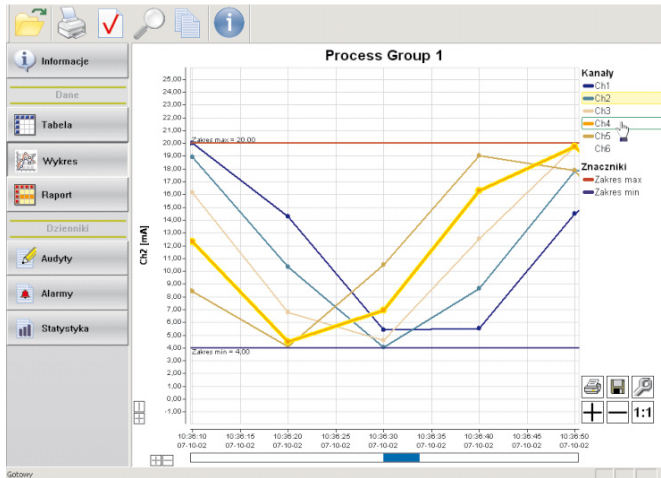 Informacje
Dane
Tabela
Wykres
Raport
Dzienniki
Audyty
Alarmy
Statystyka
Process Group 1
Ch2 [mA]
25,00
24,00
23,00
22,00
21,00
20,00
19,00
18,00
17,00
16,00
15,00
14,00
13,00
12,00
11,00
10,00
9,00
8,00
7,00
6,00
5,00
4,00
3,00
2,00
1,00
0,00
-1,00
Zakres max = 20,00
Zakres min = 4,00
10:36:10 10:36:15 10:36:20 10:36:25 10:36:30 10:36:35 10:36:40 10:36:45 10:36:50
07-10-02 07-10-02 07-10-02 07-10-02 07-10-02 07-10-02 07-10-02 07-10-02 07-10-02
Kanały
Ch1
Ch2
Ch3
Ch4
Ch5
Ch6
Znaczniki
Zakres max
Zakres min
1:1
Gotowy